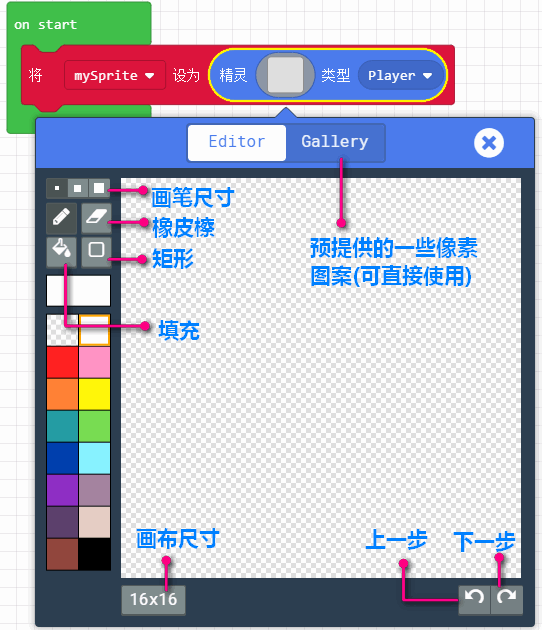 on start
将 mySprite 设为 精灵 类型 Player
Editor Gallery
画笔尺寸
橡皮檫
矩形
预提供的一些像素
图案(可直接使用)
填充
画布尺寸
上一步
下一步
16x16